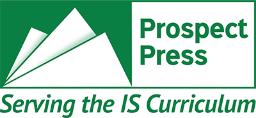 Prospect
Press
Serving the IS Curriculum